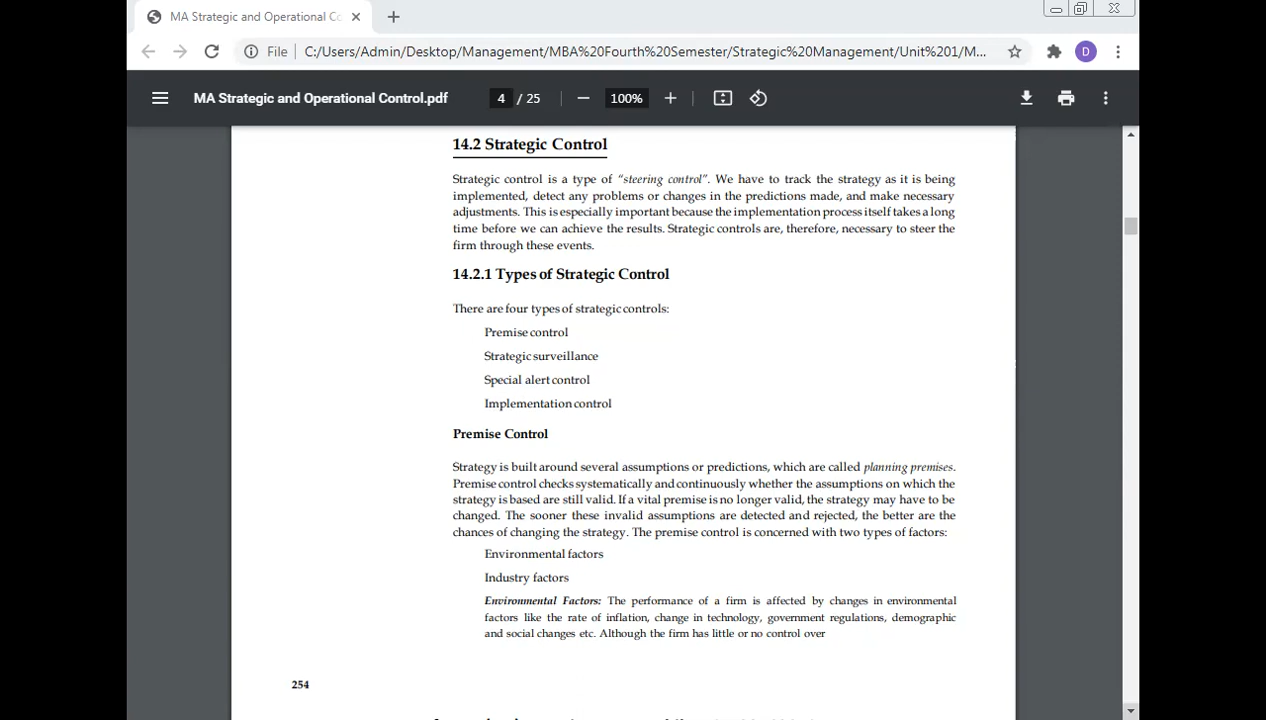 MA Strategic and Operational Co
File C:/Users/Admin/Desktop/Management/MBA%20Fourth%20Semester/Strategic%20Management/Unit%201/M...
D
MA Strategic and Operational Control.pdf 4 / 25 100%
14.2 Strategic Control
Strategic control is a type of “steering control”. We have to track the strategy as it is being
implemented, detect any problems or changes in the predictions made, and make necessary
adjustments. This is especially important because the implementation process itself takes a long
time before we can achieve the results. Strategic controls are, therefore, necessary to steer the
firm through these events.
14.2.1 Types of Strategic Control
There are four types of strategic controls:
Premise control
Strategic surveillance
Special alert control
Implementation control
Premise Control
Strategy is built around several assumptions or predictions, which are called planning premises.
Premise control checks systematically and continuously whether the assumptions on which the
strategy is based are still valid. If a vital premise is no longer valid, the strategy may have to be
changed. The sooner these invalid assumptions are detected and rejected, the better are the
chances of changing the strategy. The premise control is concerned with two types of factors:
Environmental factors
Industry factors
Environmental Factors: The performance of a firm is affected by changes in environmental
factors like the rate of inflation, change in technology, government regulations, demographic
and social changes etc. Although the firm has little or no control over
254